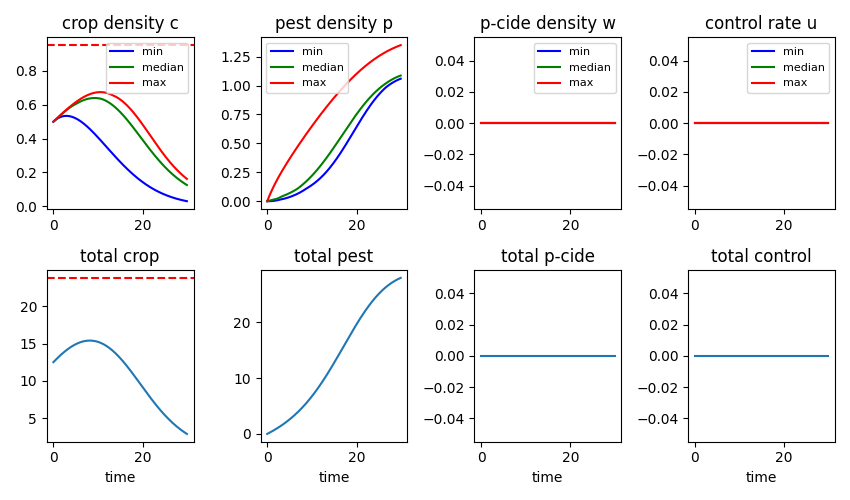 crop density c
pest density p
p-cide density w
control rate u
min
median
max
0.8
0.6
0.4
0.2
0.0
0
20
min
median
max
1.25
1.00
0.75
0.50
0.25
0.00
0
20
min
median
max
0.04
0.02
0.00
−0.02
−0.04
0
20
min
median
max
0.04
0.02
0.00
−0.02
−0.04
0
20
total crop
total pest
total p-cide
total control
20
15
10
5
0
20
time
20
10
0
0
20
time
0.04
0.02
0.00
−0.02
−0.04
0
20
time
0.04
0.02
0.00
−0.02
−0.04
0
20
time